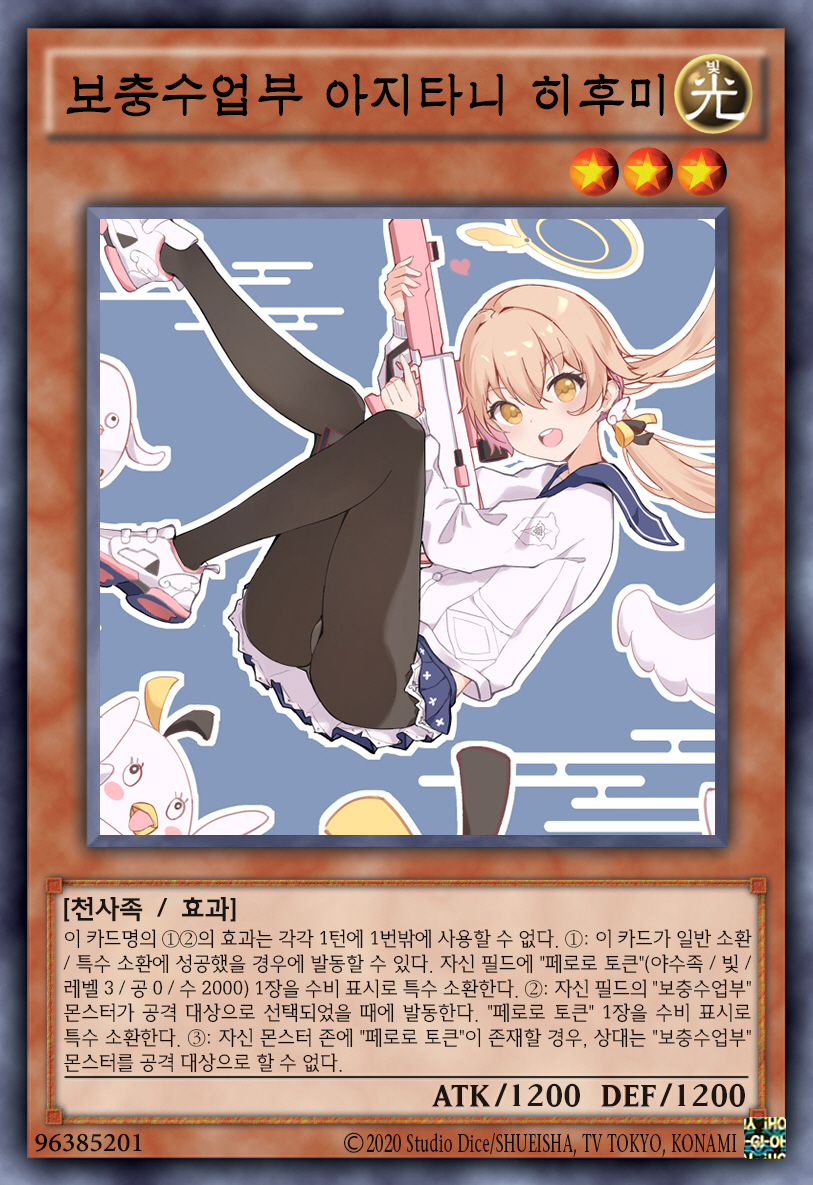 보충수업부 아지타니 히후미
빛
光
[천사족 / 효과]
이 카드명의 ①②의 효과는 각각 1턴에 1번밖에 사용할 수 없다. ①: 이 카드가 일반 소환
/ 특수 소환에 성공했을 경우에 발동할 수 있다. 자신 필드에 "페로로 토큰"(야수족 / 빛 /
레벨 3 / 공 0 / 수 2000) 1장을 수비 표시로 특수 소환한다. ②: 자신 필드의 "보충수업부"
몬스터가 공격 대상으로 선택되었을 때에 발동한다. "페로로 토큰" 1장을 수비 표시로
특수 소환한다. ③: 자신 몬스터 존에 "페로로 토큰"이 존재할 경우, 상대는 "보충수업부"
몬스터를 공격 대상으로 할 수 없다.
ATK/1200 DEF/1200
96385201
©2020 Studio Dice/SHUEISHA, TV TOKYO, KONAMI